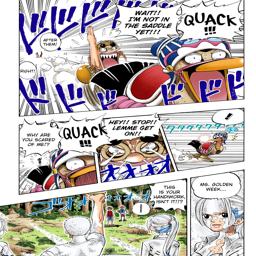 AFTER
THEM!
WAIT!!
I'M NOT IN
THE SADDLE
YET!!!
QUACK
!!!
RIGHT!
WHY ARE
YOU SCARED
OF ME!?
QUACK
!!!
HEY!! STOP!
LEMME
GET ON!!
!
THIS IS
YOUR
HANDIWORK,
ISN'T IT!!?
MS. GOLDEN
WEEK...